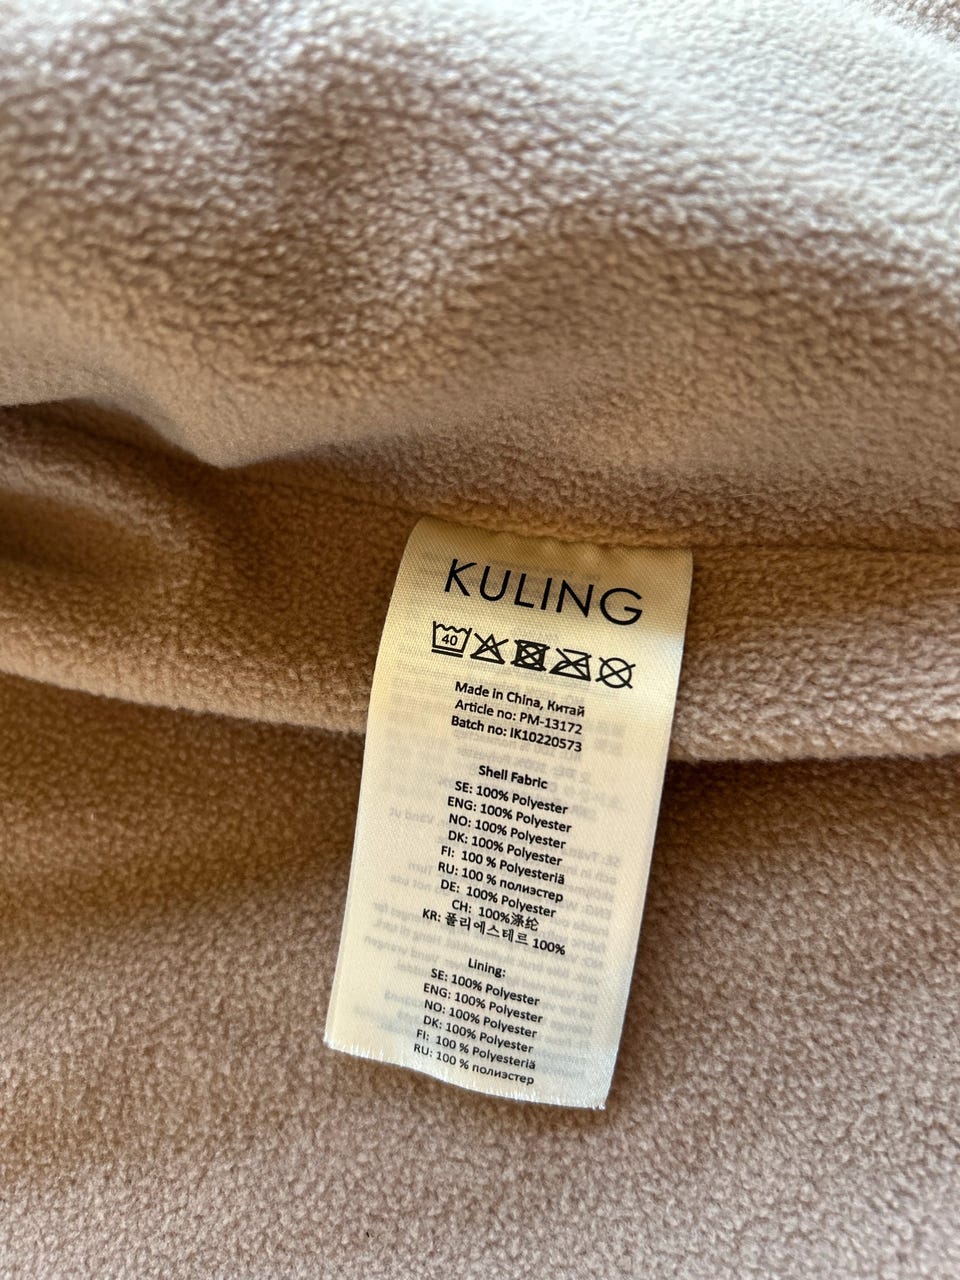 KULING
40
Made in China, Китай
Article no: PM-13172
Batch no: IK10220573
Shell Fabric
SE: 100% Polyester
ENG: 100% Polyester
NO: 100% Polyester
DK: 100% Polyester
FI: 100 % Polyesteriä
RU: 100 % полиэстер
DE: 100% Polyester
CH: 100%涤纶
KR: 폴리에스테르 100%
Lining:
SE: 100% Polyester
ENG: 100% Polyester
NO: 100% Polyester
DK: 100% Polyester
FI: 100 % Polyesteriä
RU: 100 % полиэстер